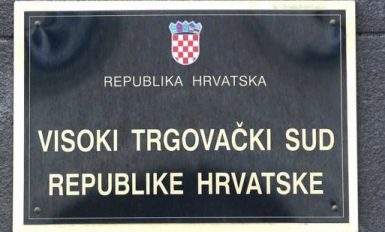 REPUBLIKA HRVATSKA
VISOKI TRGOVAČKI SUD
REPUBLIKE HRVATSKE